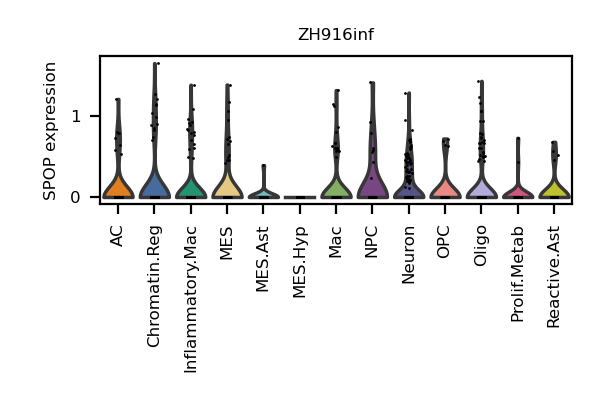 ZH916inf
SPOP expression
1
0
AC
Chromatin.Reg
Inflammatory.Mac
MES
MES.Ast
MES.Hyp
Mac
NPC
Neuron
OPC
Oligo
Prolif.Metab
Reactive.Ast